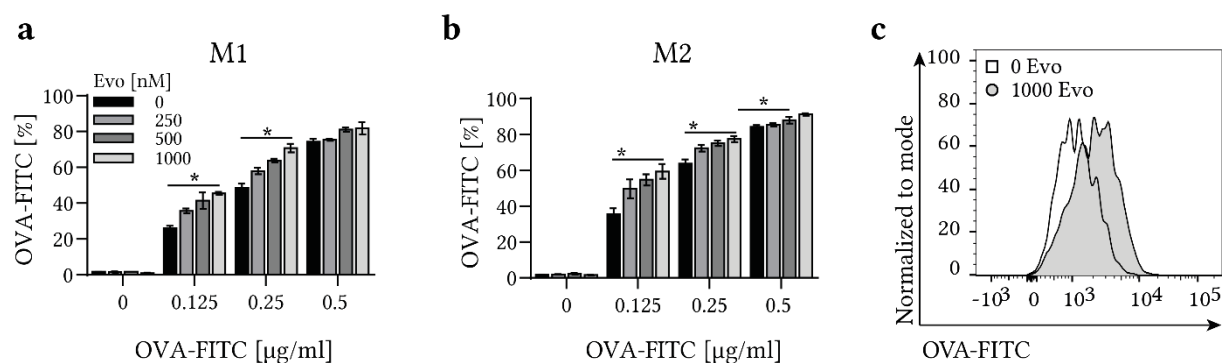 a
M1
Evo [nM]
0
250
500
1000
*
*
OVA-FITC [%]
100
80
60
40
20
0
0 0.125 0.25 0.5
OVA-FITC [µg/ml]
b
M2
*
*
*
OVA-FITC [%]
100
80
60
40
20
0
0 0.125 0.25 0.5
OVA-FITC [µg/ml]
c
0 Evo
1000 Evo
Normalized to mode
100
80
60
40
20
0
-10³ 0 10³ 10⁴ 10⁵
OVA-FITC